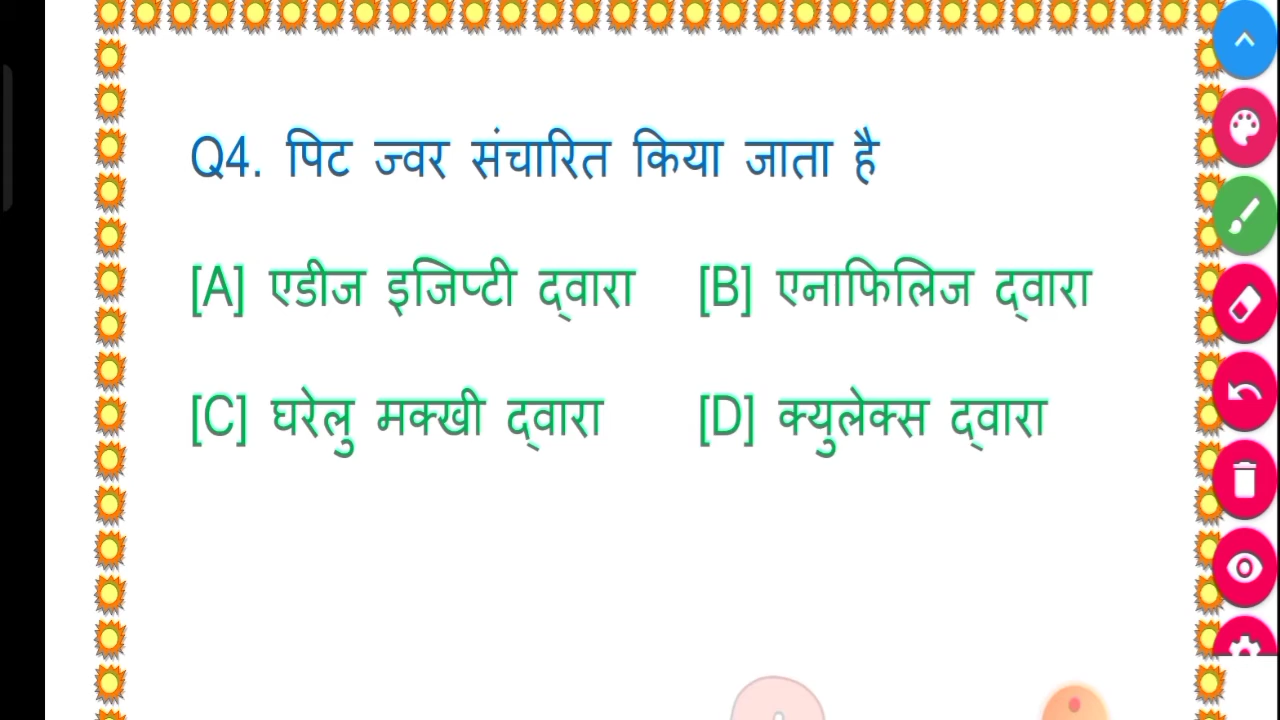 Q4. पिट ज्वर संचारित किया जाता है
[A] एडीज इजिप्टी द्वारा [B] एनाफिलिज द्वारा
[C] घरेलु मक्खी द्वारा [D] क्युलेक्स द्वारा